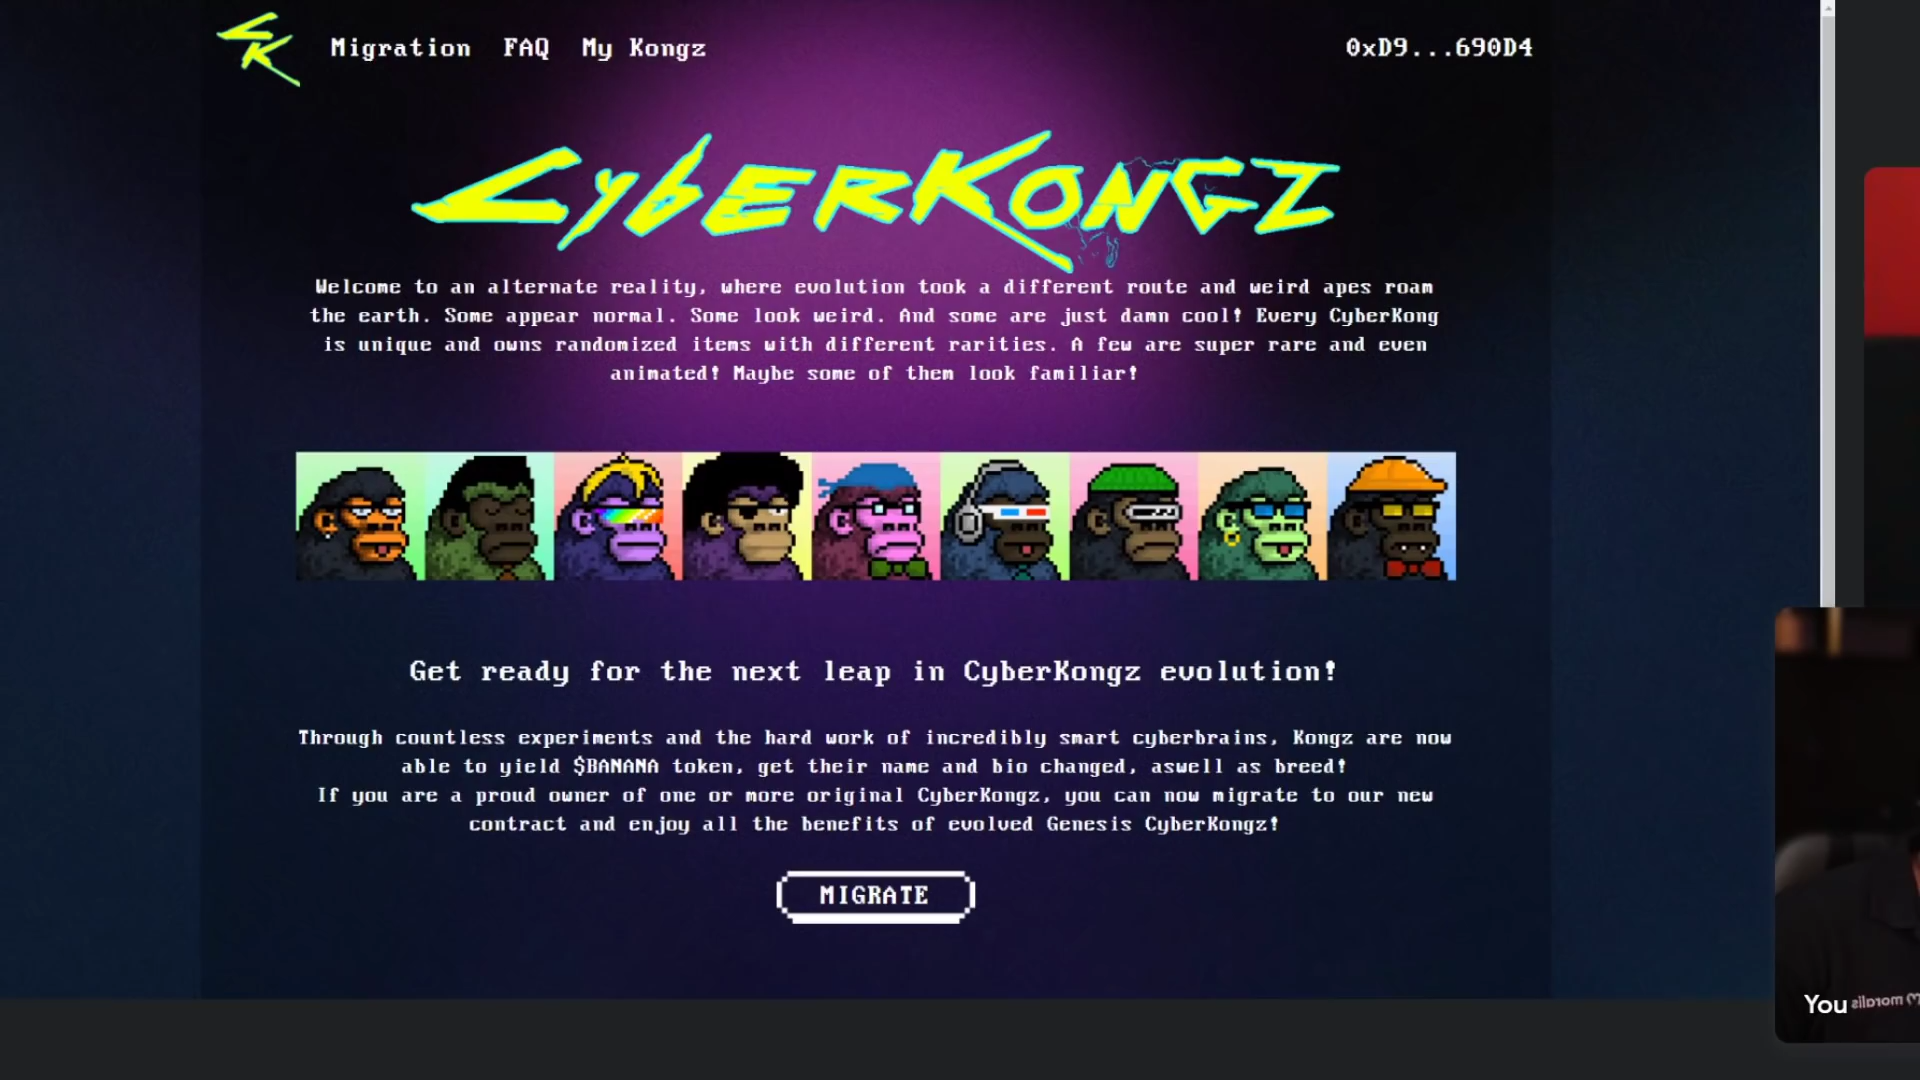 CK
Migration FAQ My Kongz 0xD9...690D4
CYBERKONGZ
Welcome to an alternate reality, where evolution took a different route and weird apes roam
the earth. Some appear normal. Some look weird. And some are just damn cool! Every CyberKong
is unique and owns randomized items with different rarities. A few are super rare and even
animated! Maybe some of them look familiar!
Get ready for the next leap in CyberKongz evolution!
Through countless experiments and the hard work of incredibly smart cyberbrains, Kongz are now
able to yield $BANANA token, get their name and bio changed, aswell as breed!
If you are a proud owner of one or more original CyberKongz, you can now migrate to our new
contract and enjoy all the benefits of evolved Genesis CyberKongz!
MIGRATE
You
moralis